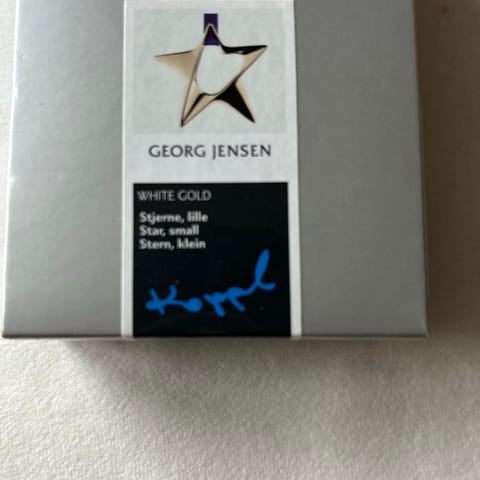 GEORG JENSEN
WHITE GOLD
Stjerne, lille
Star, small
Stern, klein
Koppel